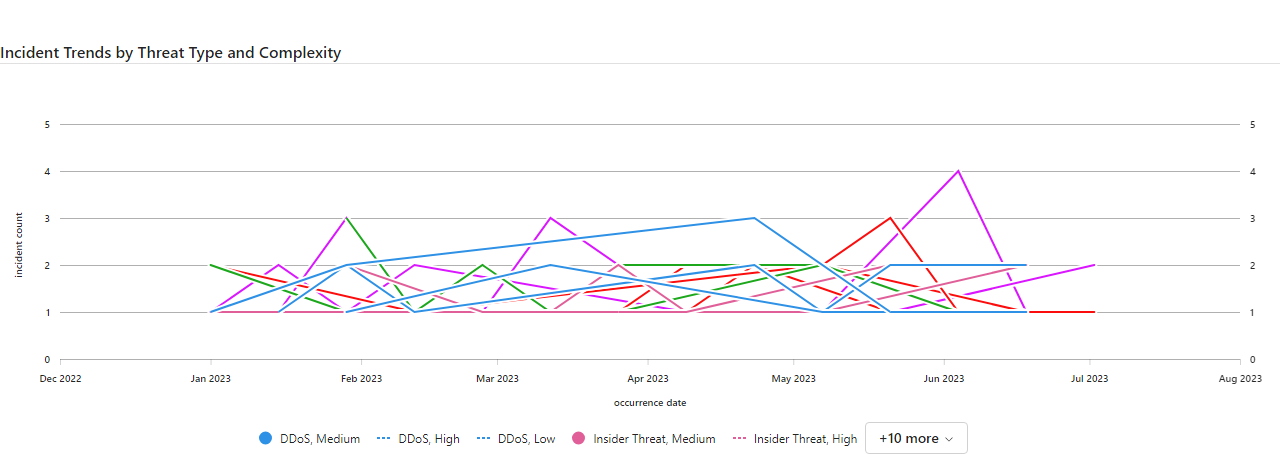 Incident Trends by Threat Type and Complexity
5 5
4 4
3 3
2 2
1 1
0 0
incident count
Dec 2022 Jan 2023 Feb 2023 Mar 2023 Apr 2023 May 2023 Jun 2023 Jul 2023 Aug 2023
occurrence date
DDoS, Medium DDoS, High DDoS, Low Insider Threat, Medium Insider Threat, High +10 more